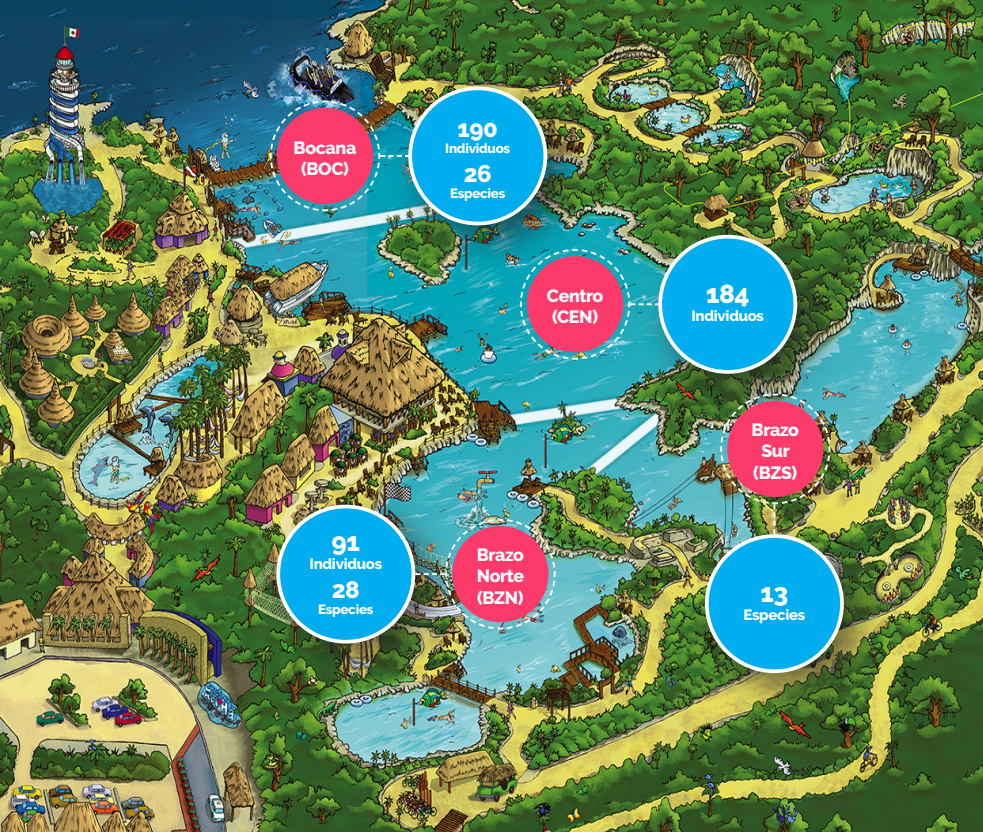 Bocana
(BOC)
190
Individuos
26
Especies
Centro
(CEN)
184
Individuos
Brazo
Sur
(BZS)
13
Especies
91
Individuos
28
Especies
Brazo
Norte
(BZN)